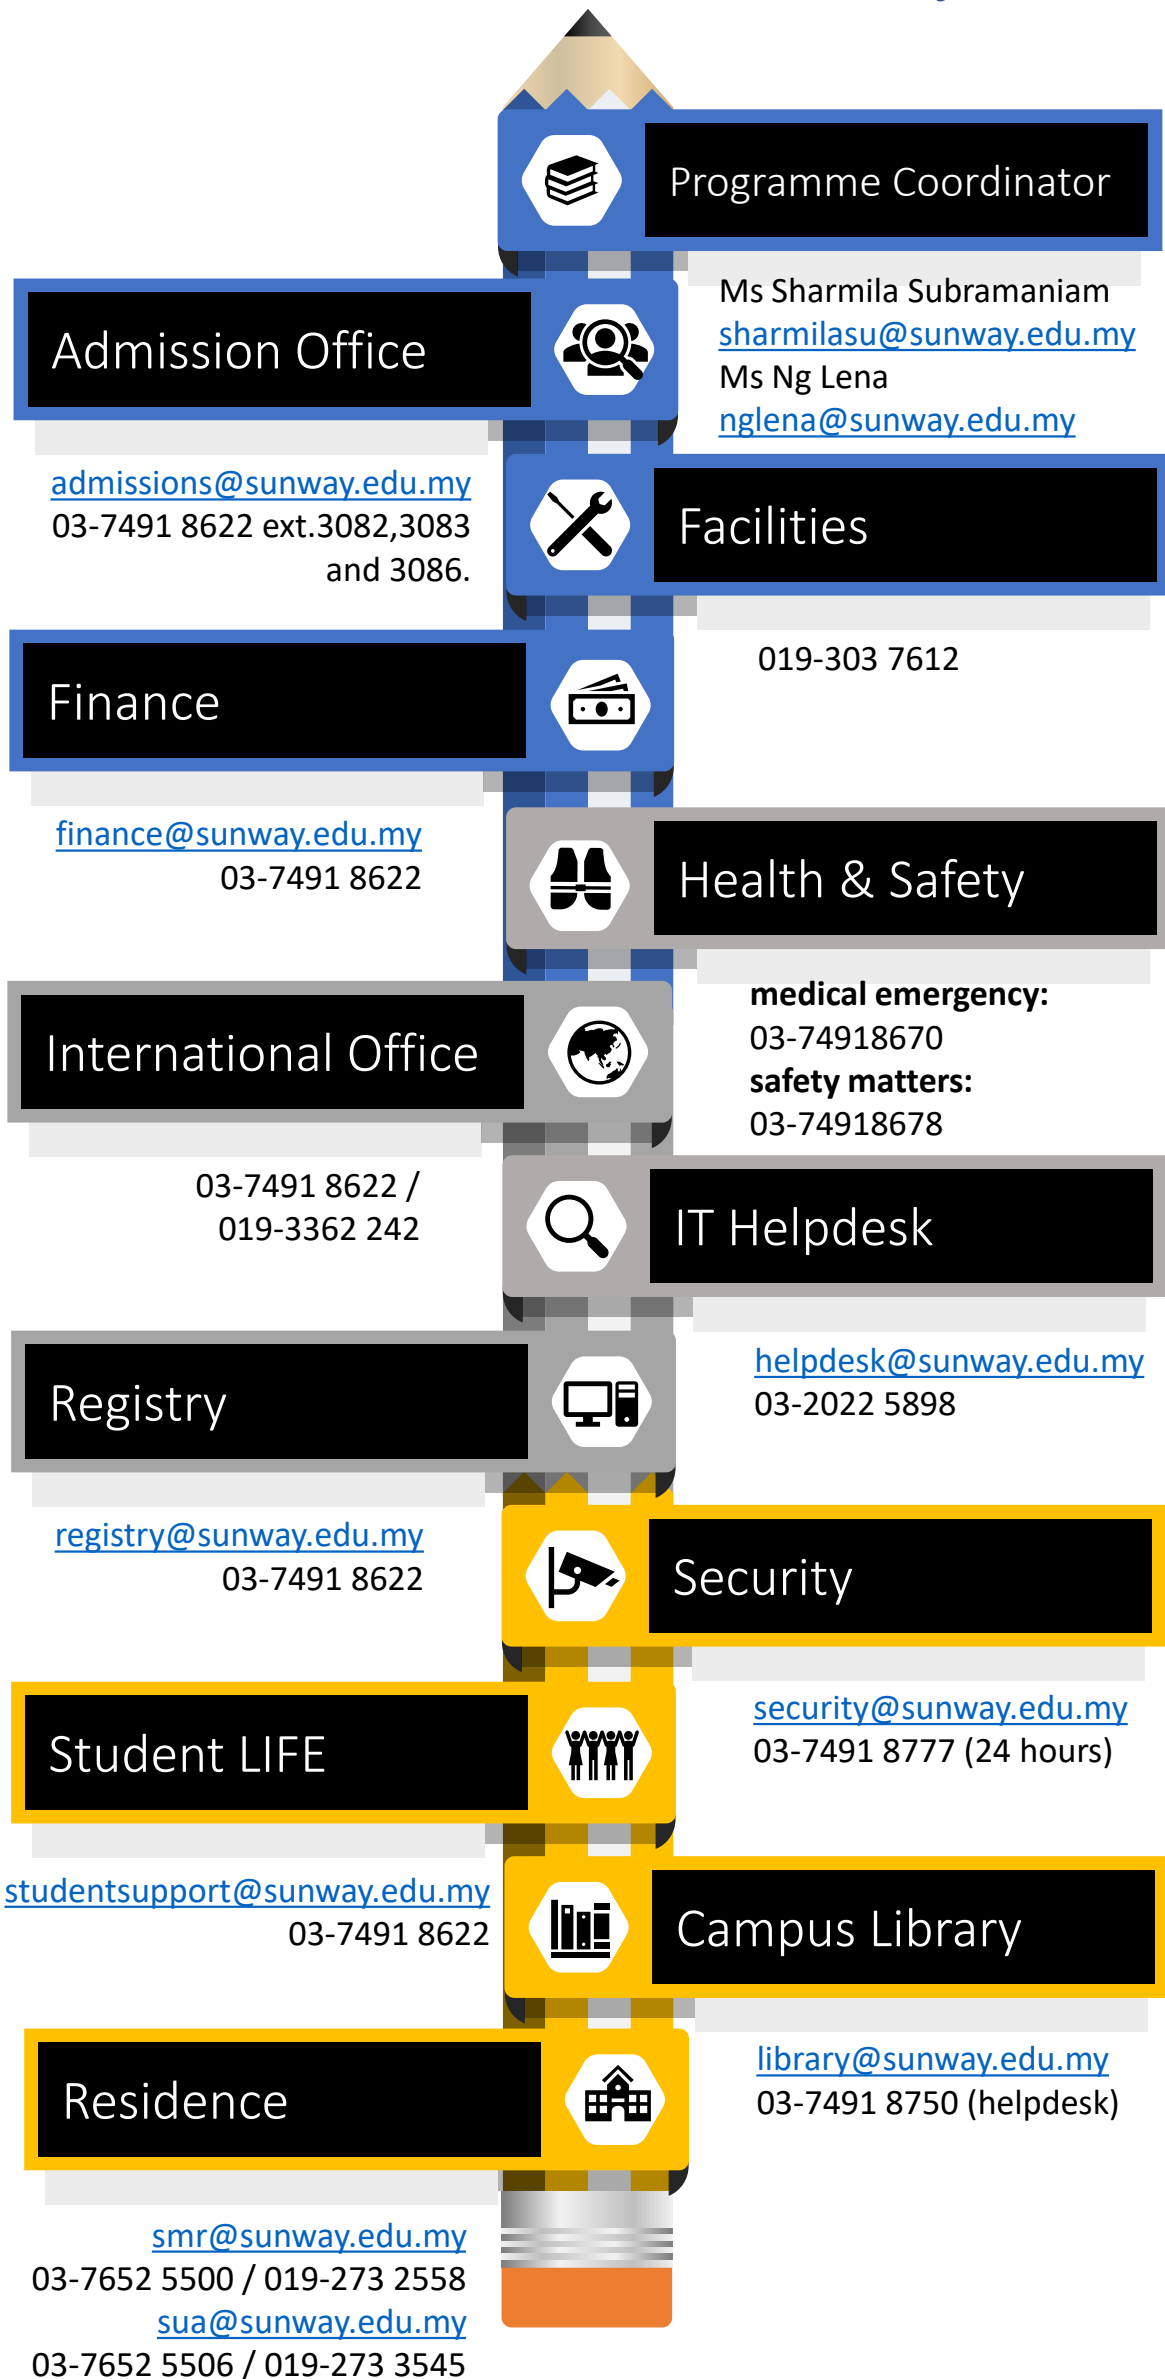 Programme Coordinator
Ms Sharmila Subramaniam
sharmilasu@sunway.edu.my
Ms Ng Lena
nglena@sunway.edu.my
Admission Office
admissions@sunway.edu.my
03-7491 8622 ext.3082,3083
and 3086.
Facilities
019-303 7612
Finance
finance@sunway.edu.my
03-7491 8622
Health & Safety
medical emergency:
03-74918670
safety matters:
03-74918678
International Office
03-7491 8622 /
019-3362 242
IT Helpdesk
helpdesk@sunway.edu.my
03-2022 5898
Registry
registry@sunway.edu.my
03-7491 8622
Security
security@sunway.edu.my
03-7491 8777 (24 hours)
Student LIFE
studentsupport@sunway.edu.my
03-7491 8622
Campus Library
library@sunway.edu.my
03-7491 8750 (helpdesk)
Residence
smr@sunway.edu.my
03-7652 5500 / 019-273 2558
sua@sunway.edu.my
03-7652 5506 / 019-273 3545